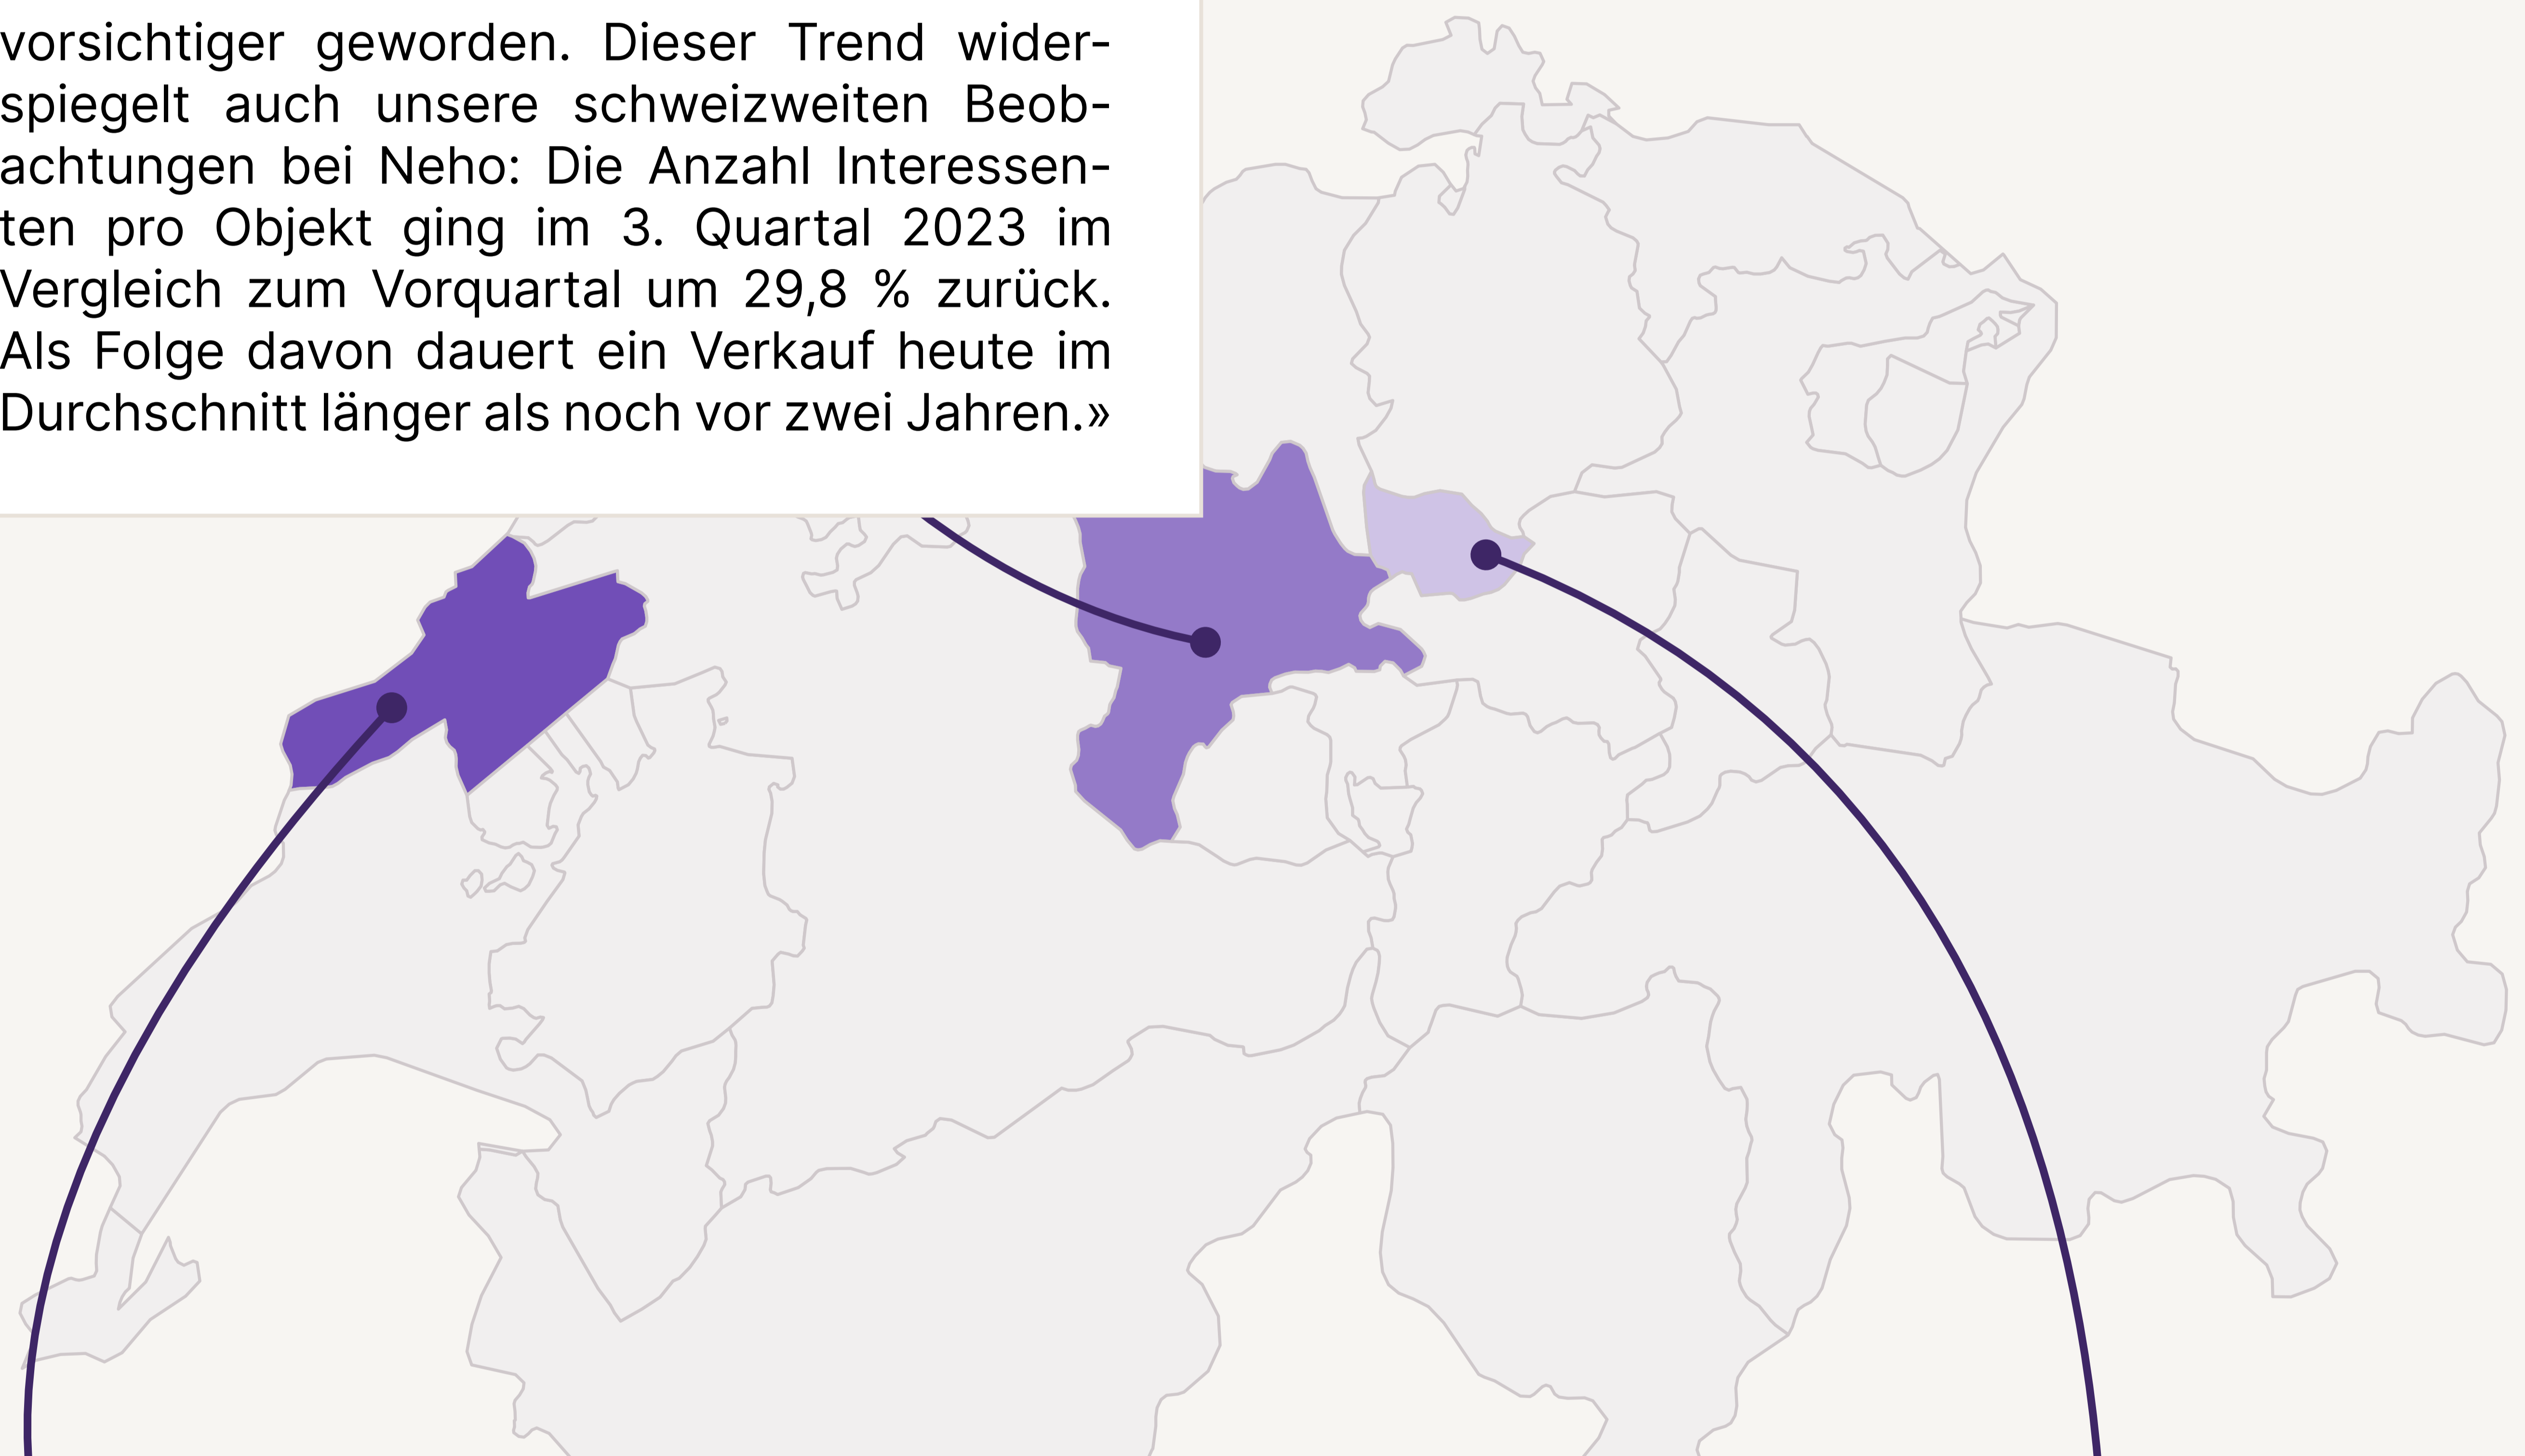 vorsichtiger geworden. Dieser Trend wider-
spiegelt auch unsere schweizweiten Beob-
achtungen bei Neho: Die Anzahl Interessen-
ten pro Objekt ging im 3. Quartal 2023 im
Vergleich zum Vorquartal um 29,8 % zurück.
Als Folge davon dauert ein Verkauf heute im
Durchschnitt länger als noch vor zwei Jahren.»